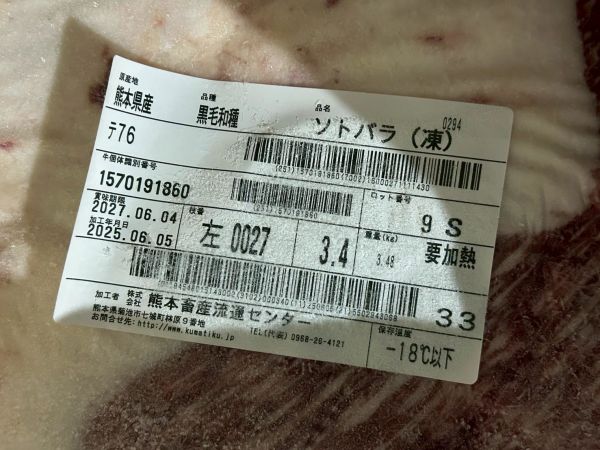 原産地 品種 品名 0294
熊本県産 黒毛和種 ソトバラ（凍）
テ76
牛個体識別番号 ロット番号
1570191860 9 S
賞味期限 枝番 重量(kg)
2027.06.04 左 0027 3.4 3.48 要加熱
加工年月日
2025.06.05
33
加工者 株式会社 熊本畜産流通センター
熊本県菊池市七城町林原９番地 保存温度
お問合せ先:http://www.kumatiku.jp TEL(代表) 0968-26-4121 -18℃以下